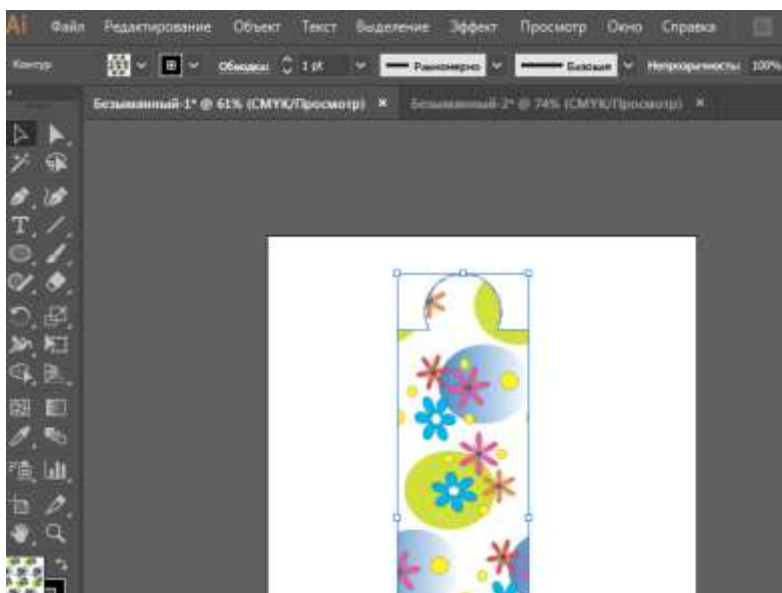 Ai Файл Редактирование Объект Текст Выделение Эффект Просмотр Окно Справка
Контур Обводка: 1 pt Равномерно Базовая Непрозрачность: 100%
Безымянный-1* @ 61% (CMYK/Просмотр) × Безымянный-2* @ 74% (CMYK/Просмотр) ×